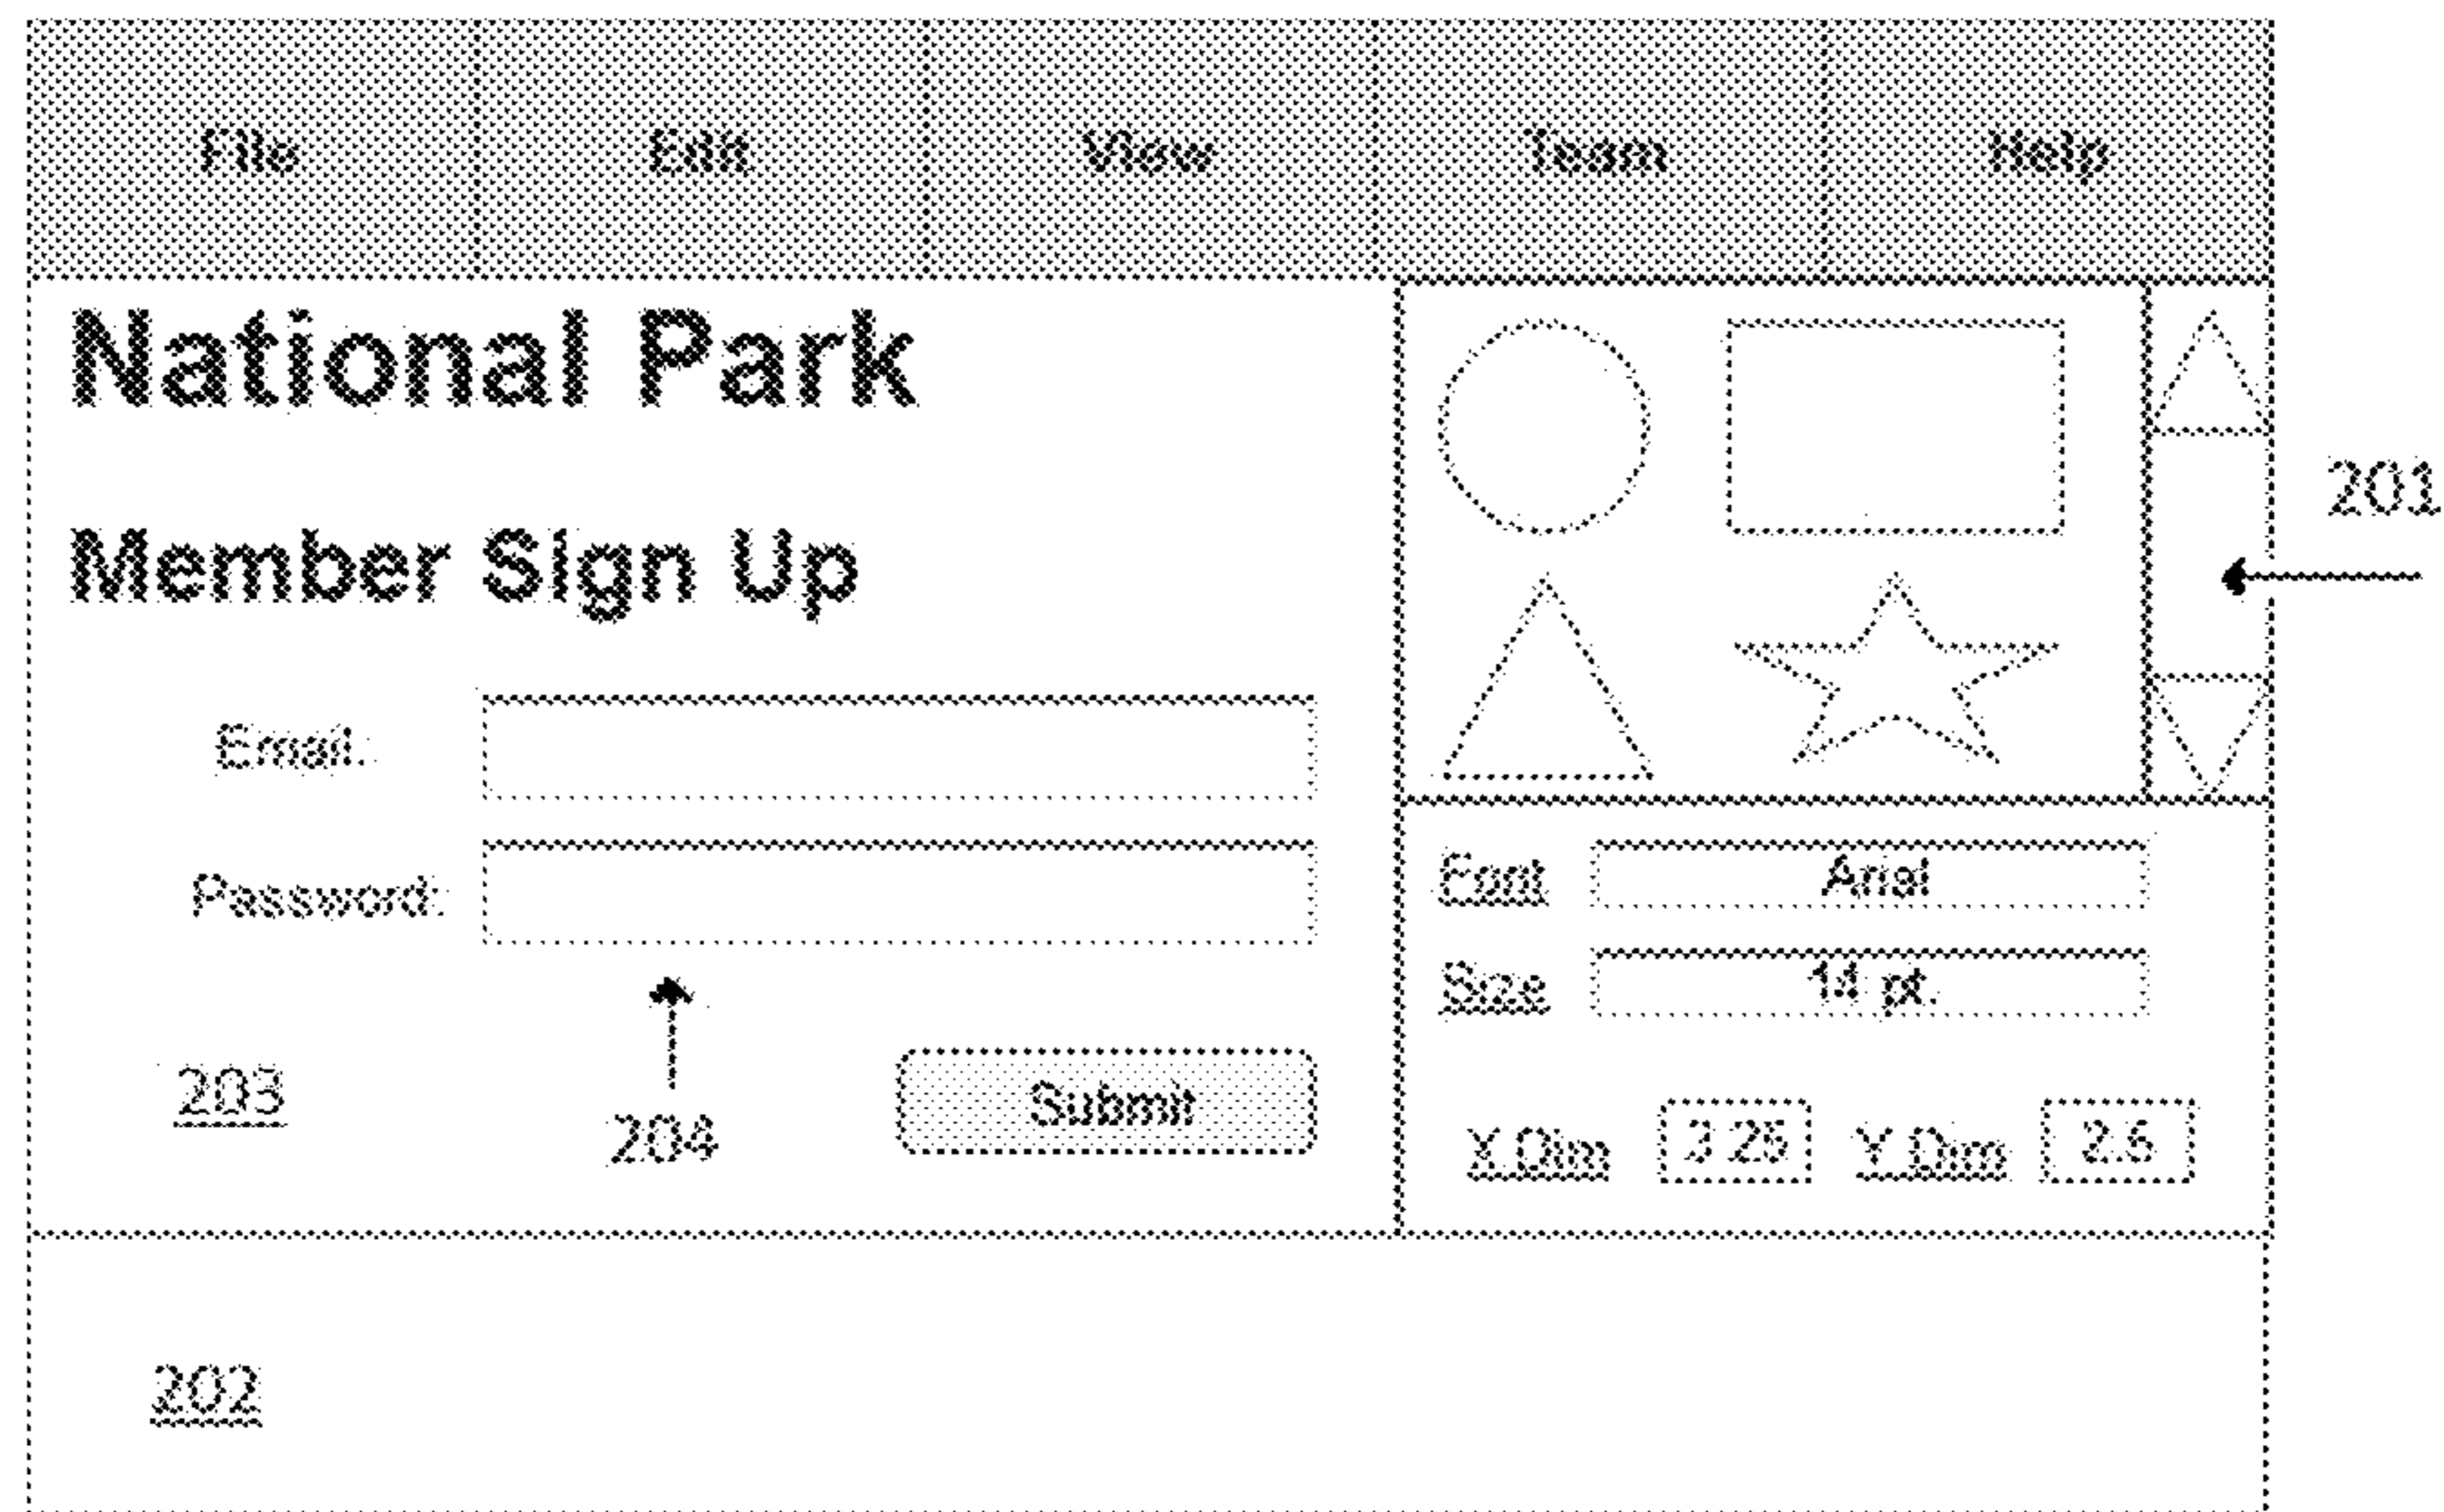 File Edit View Team Help
National Park
Member Sign Up
Email:
Password:
203
204
Submit
201
Font Arial
Size 14 pt.
X.Dim 3.25 Y.Dim 2.5
202